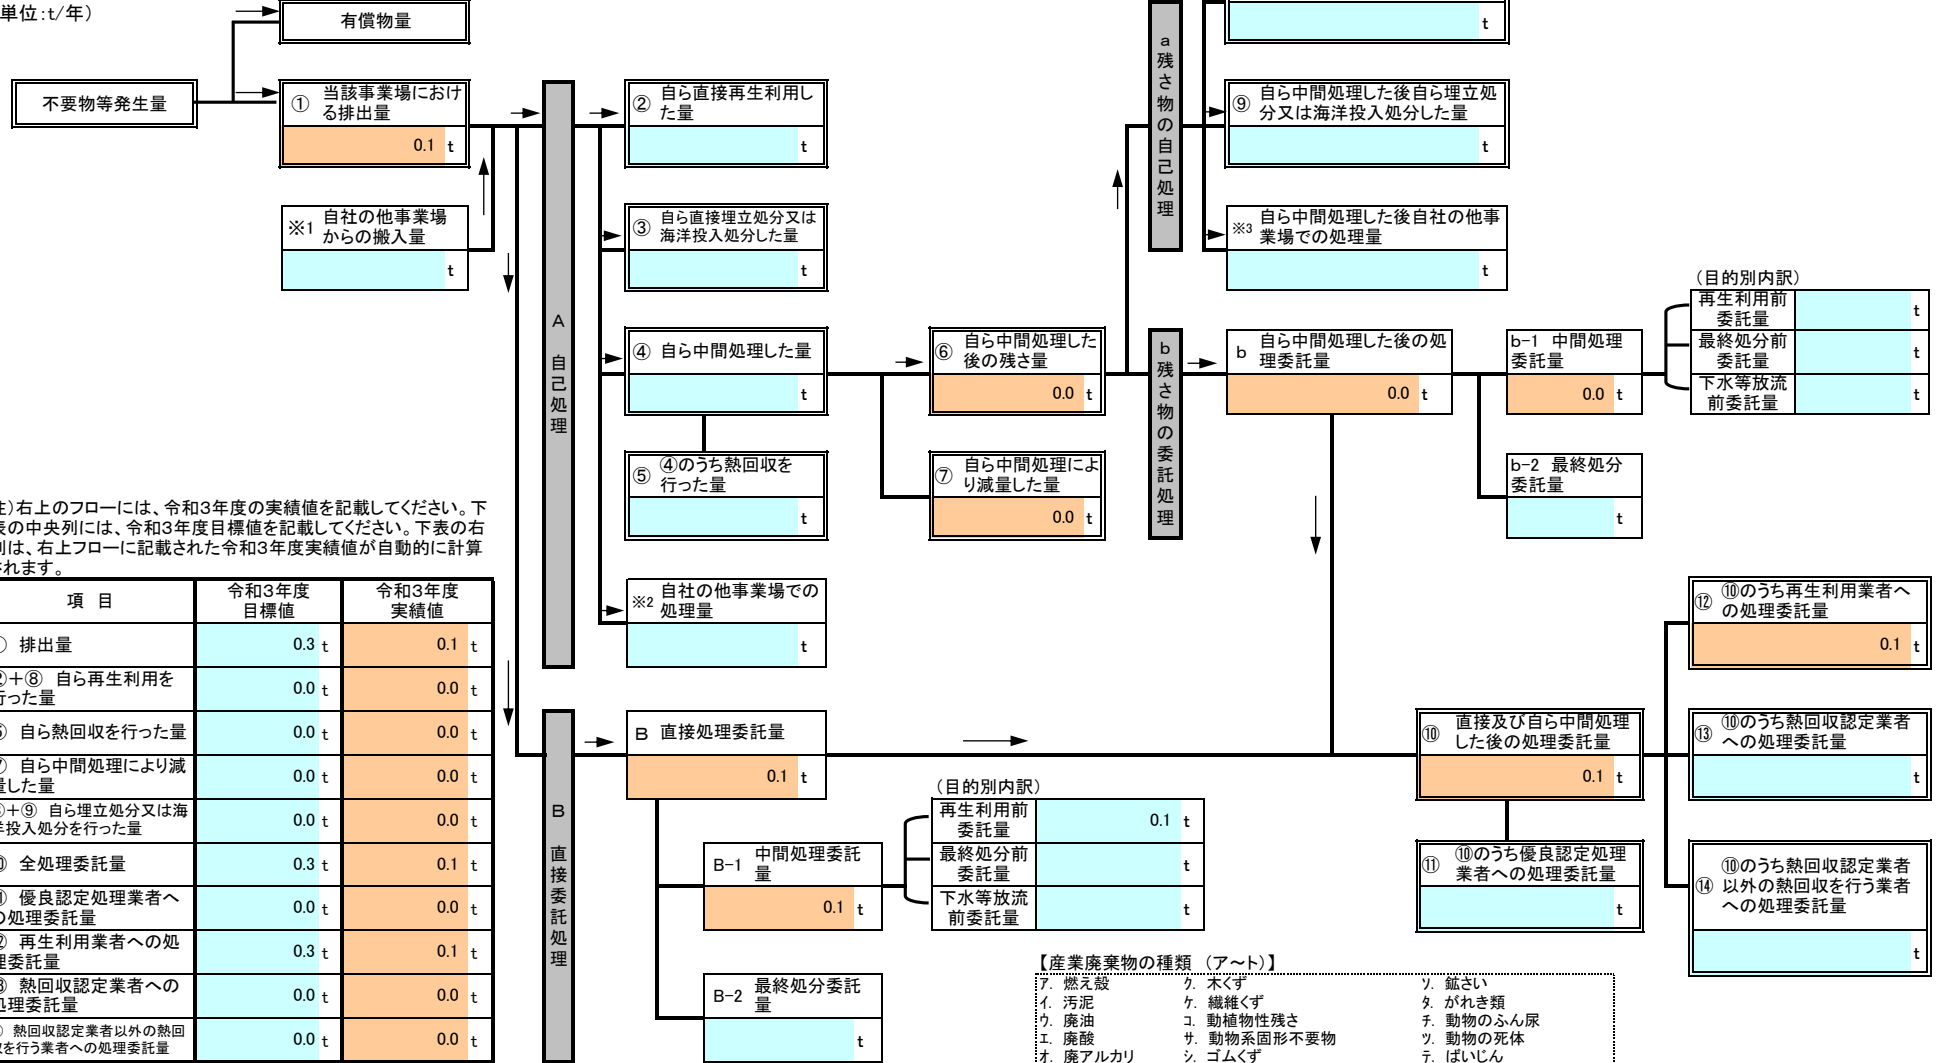 単位:t/年)
有償物量
不要物等発生量
① 当該事業場におけ
る排出量
0.1 t
※1 自社の他事業場
からの搬入量
t
A 自己処理
② 自ら直接再生利用し
た量
t
③ 自ら直接埋立処分又は
海洋投入処分した量
t
④ 自ら中間処理した量
t
⑤ ④のうち熱回収を
行った量
t
※2 自社の他事業場での
処理量
t
⑥ 自ら中間処理した
後の残さ量
0.0 t
⑦ 自ら中間処理によ
り減量した量
0.0 t
a残さ物の自己処理
t
⑨ 自ら中間処理した後自ら埋立処
分又は海洋投入処分した量
t
※3 自ら中間処理した後自社の他事
業場での処理量
t
b残さ物の委託処理
b 自ら中間処理した後の処
理委託量
0.0 t
b-1 中間処理
委託量
0.0 t
b-2 最終処分
委託量
t
(目的別内訳)
再生利用前
委託量
t
最終処分前
委託量
t
下水等放流
前委託量
t
)右上のフローには、令和3年度の実績値を記載してください。下
の中央列には、令和3年度目標値を記載してください。下表の右
は、右上フローに記載された令和3年度実績値が自動的に計算
れます。
項 目 令和3年度
目標値 令和3年度
実績値
排出量 0.3 t 0.1 t
+⑧ 自ら再生利用を
行った量 0.0 t 0.0 t
自ら熱回収を行った量 0.0 t 0.0 t
自ら中間処理により減
した量 0.0 t 0.0 t
+⑨ 自ら埋立処分又は海
投入処分を行った量 0.0 t 0.0 t
全処理委託量 0.3 t 0.1 t
優良認定処理業者へ
の処理委託量 0.0 t 0.0 t
再生利用業者への処
理委託量 0.3 t 0.1 t
熱回収認定業者への
処理委託量 0.0 t 0.0 t
熱回収認定業者以外の熱回
を行う業者への処理委託量 0.0 t 0.0 t
B 直接委託処理
B 直接処理委託量
0.1 t
B-1 中間処理委託
量
0.1 t
B-2 最終処分委託
量
t
(目的別内訳)
再生利用前
委託量
0.1 t
最終処分前
委託量
t
下水等放流
前委託量
t
⑩ 直接及び自ら中間処理
した後の処理委託量
0.1 t
⑪ ⑩のうち優良認定処理
業者への処理委託量
t
⑫ ⑩のうち再生利用業者へ
の処理委託量
0.1 t
⑬ ⑩のうち熱回収認定業者
への処理委託量
t
⑭ ⑩のうち熱回収認定業者
以外の熱回収を行う業者
への処理委託量
t
【産業廃棄物の種類 (ア~ト)】
ア. 燃え殻 ク. 木くず ソ. 鉱さい
イ. 汚泥 ケ. 繊維くず タ. がれき類
ウ. 廃油 コ. 動植物性残さ チ. 動物のふん尿
エ. 廃酸 サ. 動物系固形不要物 ツ. 動物の死体
オ. 廃アルカリ シ. ゴムくず テ. ばいじん